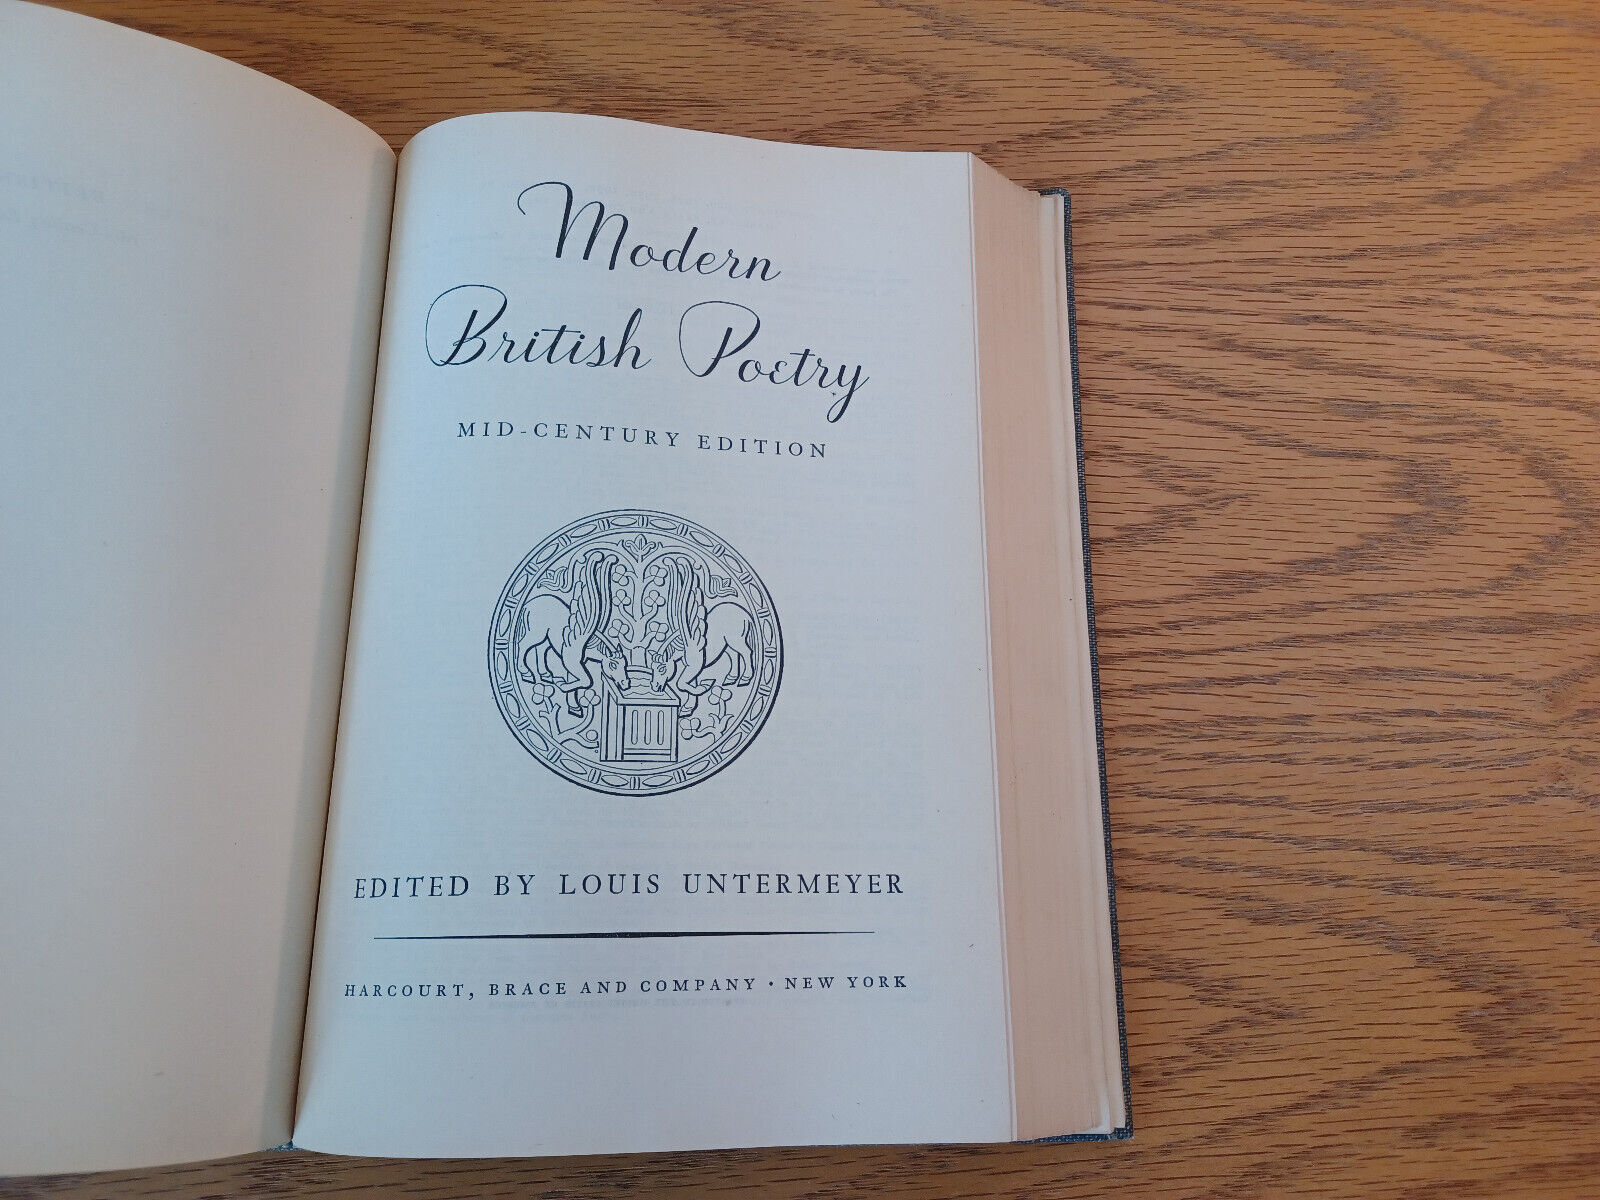 Modern
British Poetry
MID-CENTURY EDITION
EDITED BY LOUIS UNTERMEYER
HARCOURT, BRACE AND COMPANY • NEW YORK